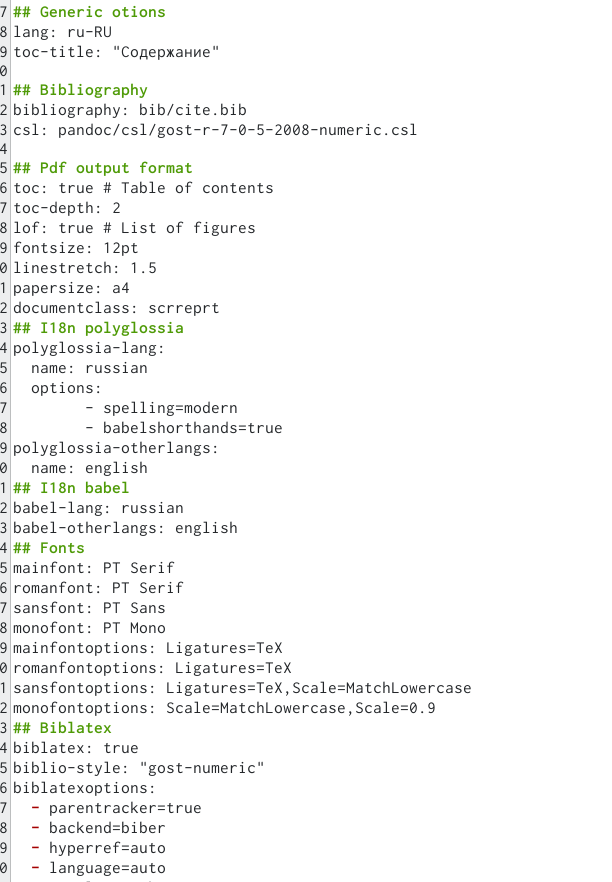 7 ## Generic otions
8 lang: ru-RU
9 toc-title: "Содержание"
0
1 ## Bibliography
2 bibliography: bib/cite.bib
3 csl: pandoc/csl/gost-r-7-0-5-2008-numeric.csl
4
5 ## Pdf output format
6 toc: true # Table of contents
7 toc-depth: 2
8 lof: true # List of figures
9 fontsize: 12pt
0 linestretch: 1.5
1 papersize: a4
2 documentclass: scrreprt
3 ## I18n polyglossia
4 polyglossia-lang:
5   name: russian
6   options:
7         - spelling=modern
8         - babelshorthands=true
9 polyglossia-otherlangs:
0   name: english
1 ## I18n babel
2 babel-lang: russian
3 babel-otherlangs: english
4 ## Fonts
5 mainfont: PT Serif
6 romanfont: PT Serif
7 sansfont: PT Sans
8 monofont: PT Mono
9 mainfontoptions: Ligatures=TeX
0 romanfontoptions: Ligatures=TeX
1 sansfontoptions: Ligatures=TeX,Scale=MatchLowercase
2 monofontoptions: Scale=MatchLowercase,Scale=0.9
3 ## Biblatex
4 biblatex: true
5 biblio-style: "gost-numeric"
6 biblatexoptions:
7   - parentracker=true
8   - backend=biber
9   - hyperref=auto
0   - language=auto